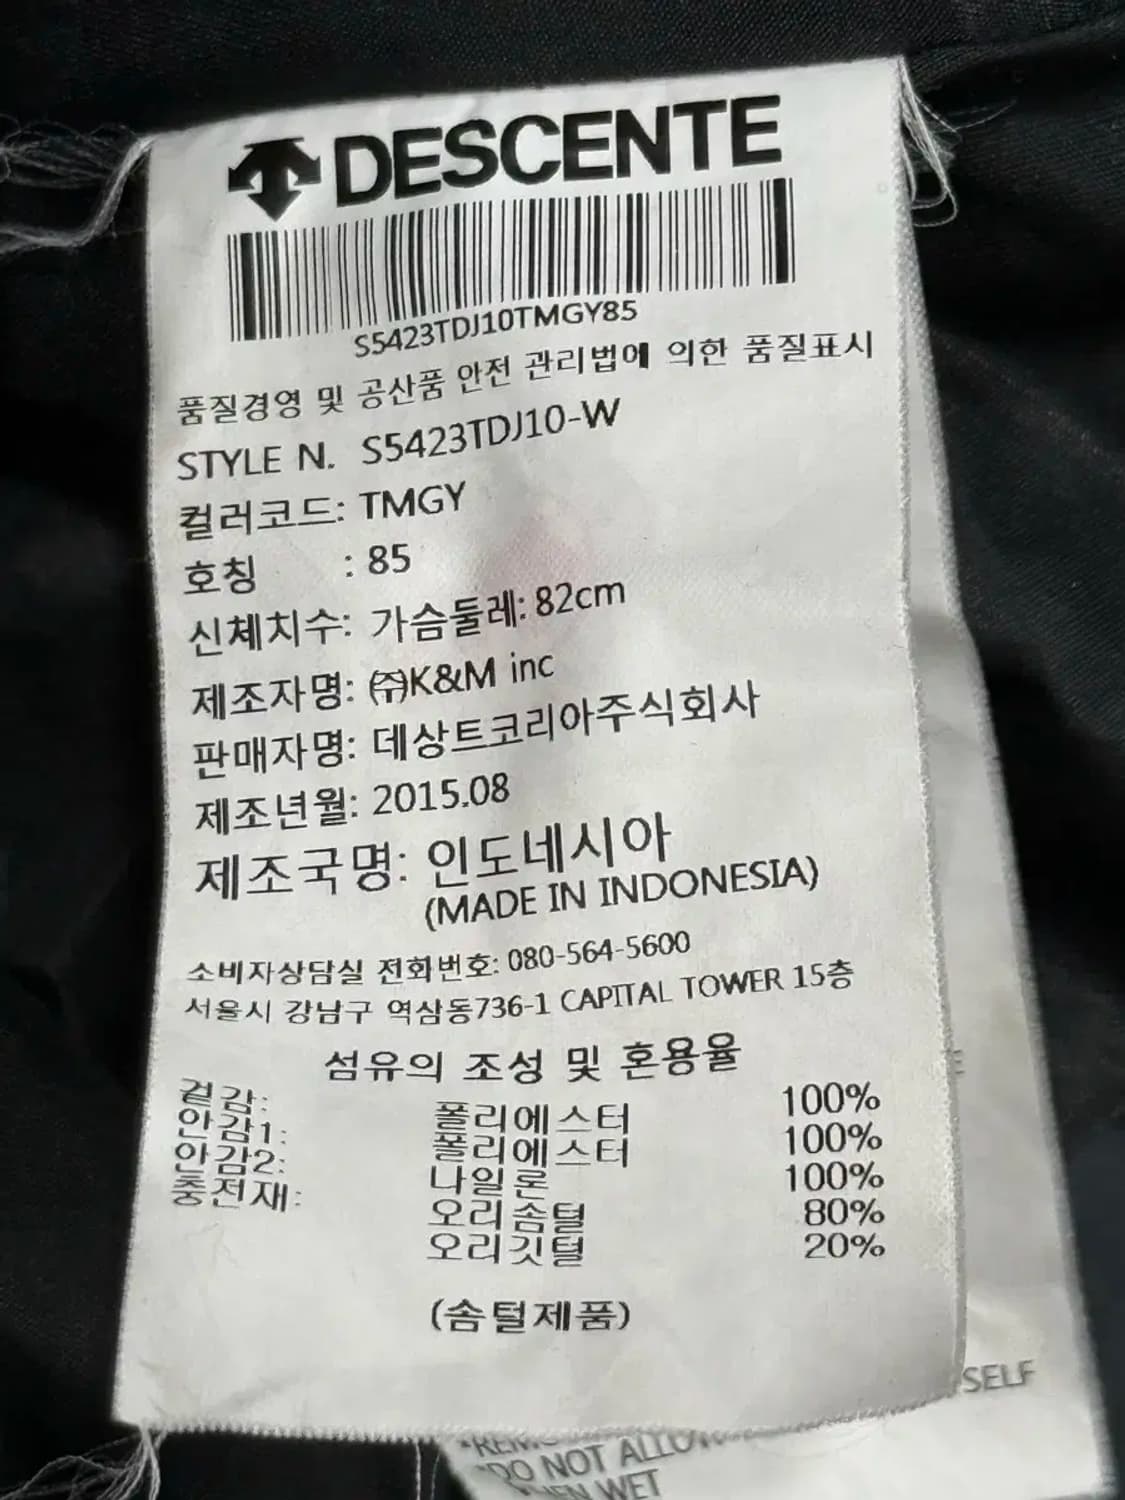 DESCENTE
S5423TDJ10TMGY85
품질경영 및 공산품 안전 관리법에 의한 품질표시
STYLE N. S5423TDJ10-W
컬러코드: TMGY
호칭 : 85
신체치수: 가슴둘레: 82cm
제조자명: ㈜K&M inc
판매자명: 데상트코리아주식회사
제조년월: 2015.08
제조국명: 인도네시아
(MADE IN INDONESIA)
소비자상담실 전화번호: 080-564-5600
서울시 강남구 역삼동736-1 CAPITAL TOWER 15층
섬유의 조성 및 혼용율
겉감: 폴리에스터 100%
안감1: 폴리에스터 100%
안감2: 나일론 100%
충전재: 오리솜털 80%
오리깃털 20%
(솜털제품)
SELF
*DO NOT ALLOW
WHEN WET